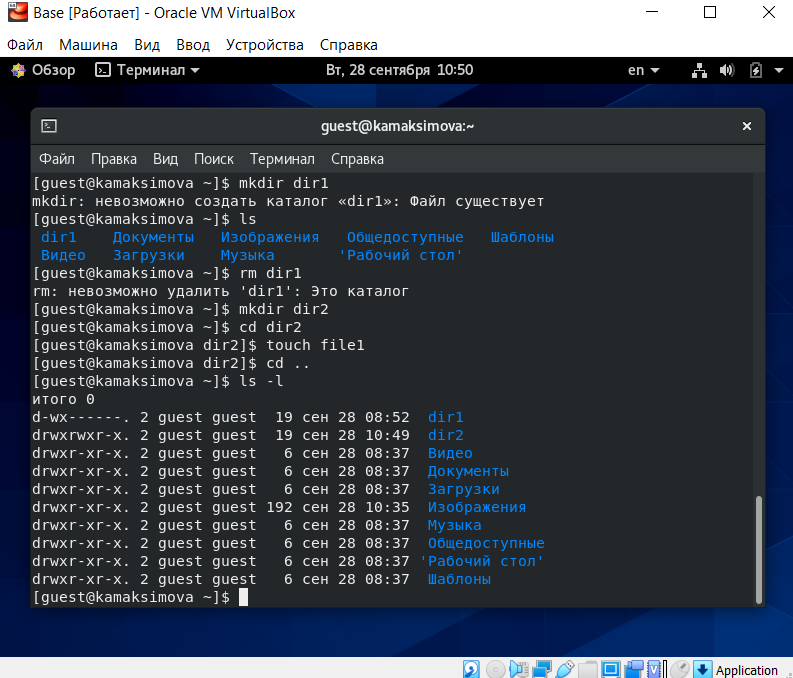 Base [Работает] - Oracle VM VirtualBox
Файл Машина Вид Ввод Устройства Справка
Обзор Терминал Вт, 28 сентября 10:50 en
guest@kamaksimova:~
Файл Правка Вид Поиск Терминал Справка
[guest@kamaksimova ~]$ mkdir dir1
mkdir: невозможно создать каталог «dir1»: Файл существует
[guest@kamaksimova ~]$ ls
dir1 Документы Изображения Общедоступные Шаблоны
Видео Загрузки Музыка 'Рабочий стол'
[guest@kamaksimova ~]$ rm dir1
rm: невозможно удалить 'dir1': Это каталог
[guest@kamaksimova ~]$ mkdir dir2
[guest@kamaksimova ~]$ cd dir2
[guest@kamaksimova dir2]$ touch file1
[guest@kamaksimova dir2]$ cd ..
[guest@kamaksimova ~]$ ls -l
итого 0
d-wx------. 2 guest guest 19 сен 28 08:52 dir1
drwxrwxr-x. 2 guest guest 19 сен 28 10:49 dir2
drwxr-xr-x. 2 guest guest 6 сен 28 08:37 Видео
drwxr-xr-x. 2 guest guest 6 сен 28 08:37 Документы
drwxr-xr-x. 2 guest guest 6 сен 28 08:37 Загрузки
drwxr-xr-x. 2 guest guest 192 сен 28 10:35 Изображения
drwxr-xr-x. 2 guest guest 6 сен 28 08:37 Музыка
drwxr-xr-x. 2 guest guest 6 сен 28 08:37 Общедоступные
drwxr-xr-x. 2 guest guest 6 сен 28 08:37 'Рабочий стол'
drwxr-xr-x. 2 guest guest 6 сен 28 08:37 Шаблоны
[guest@kamaksimova ~]$
Application